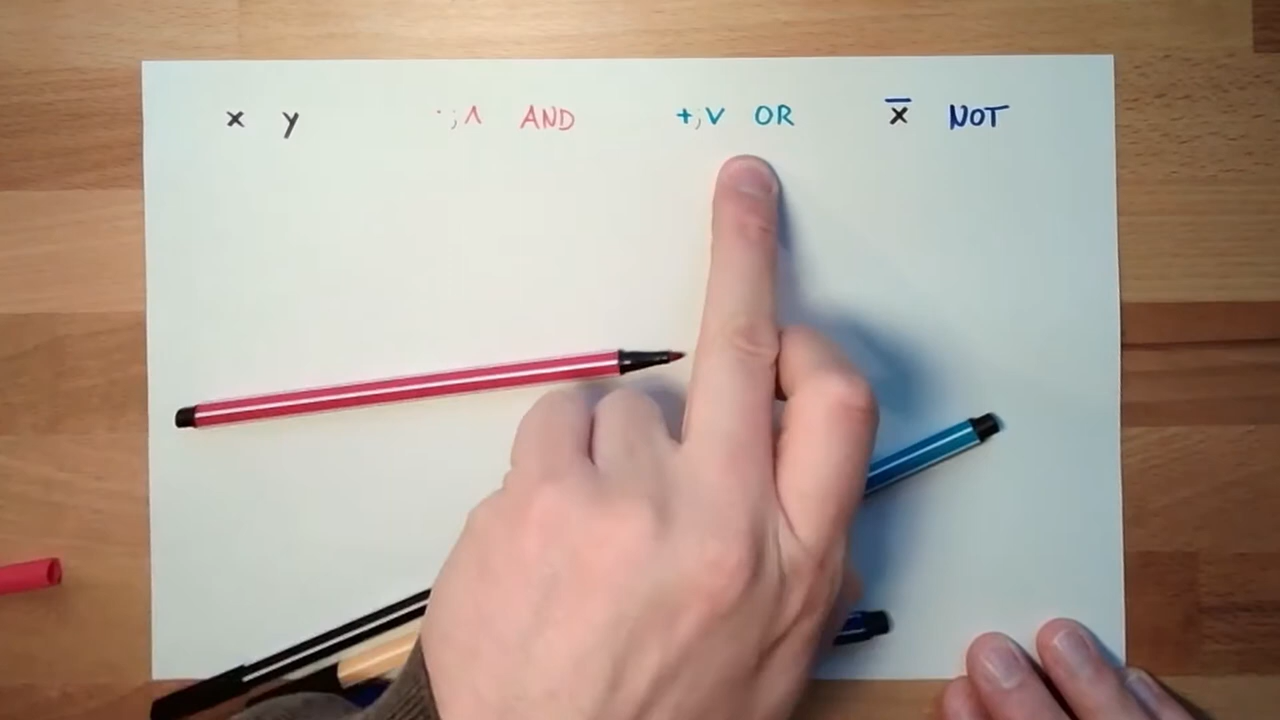 x y ·;∧ AND +;∨ OR x̅ NOT